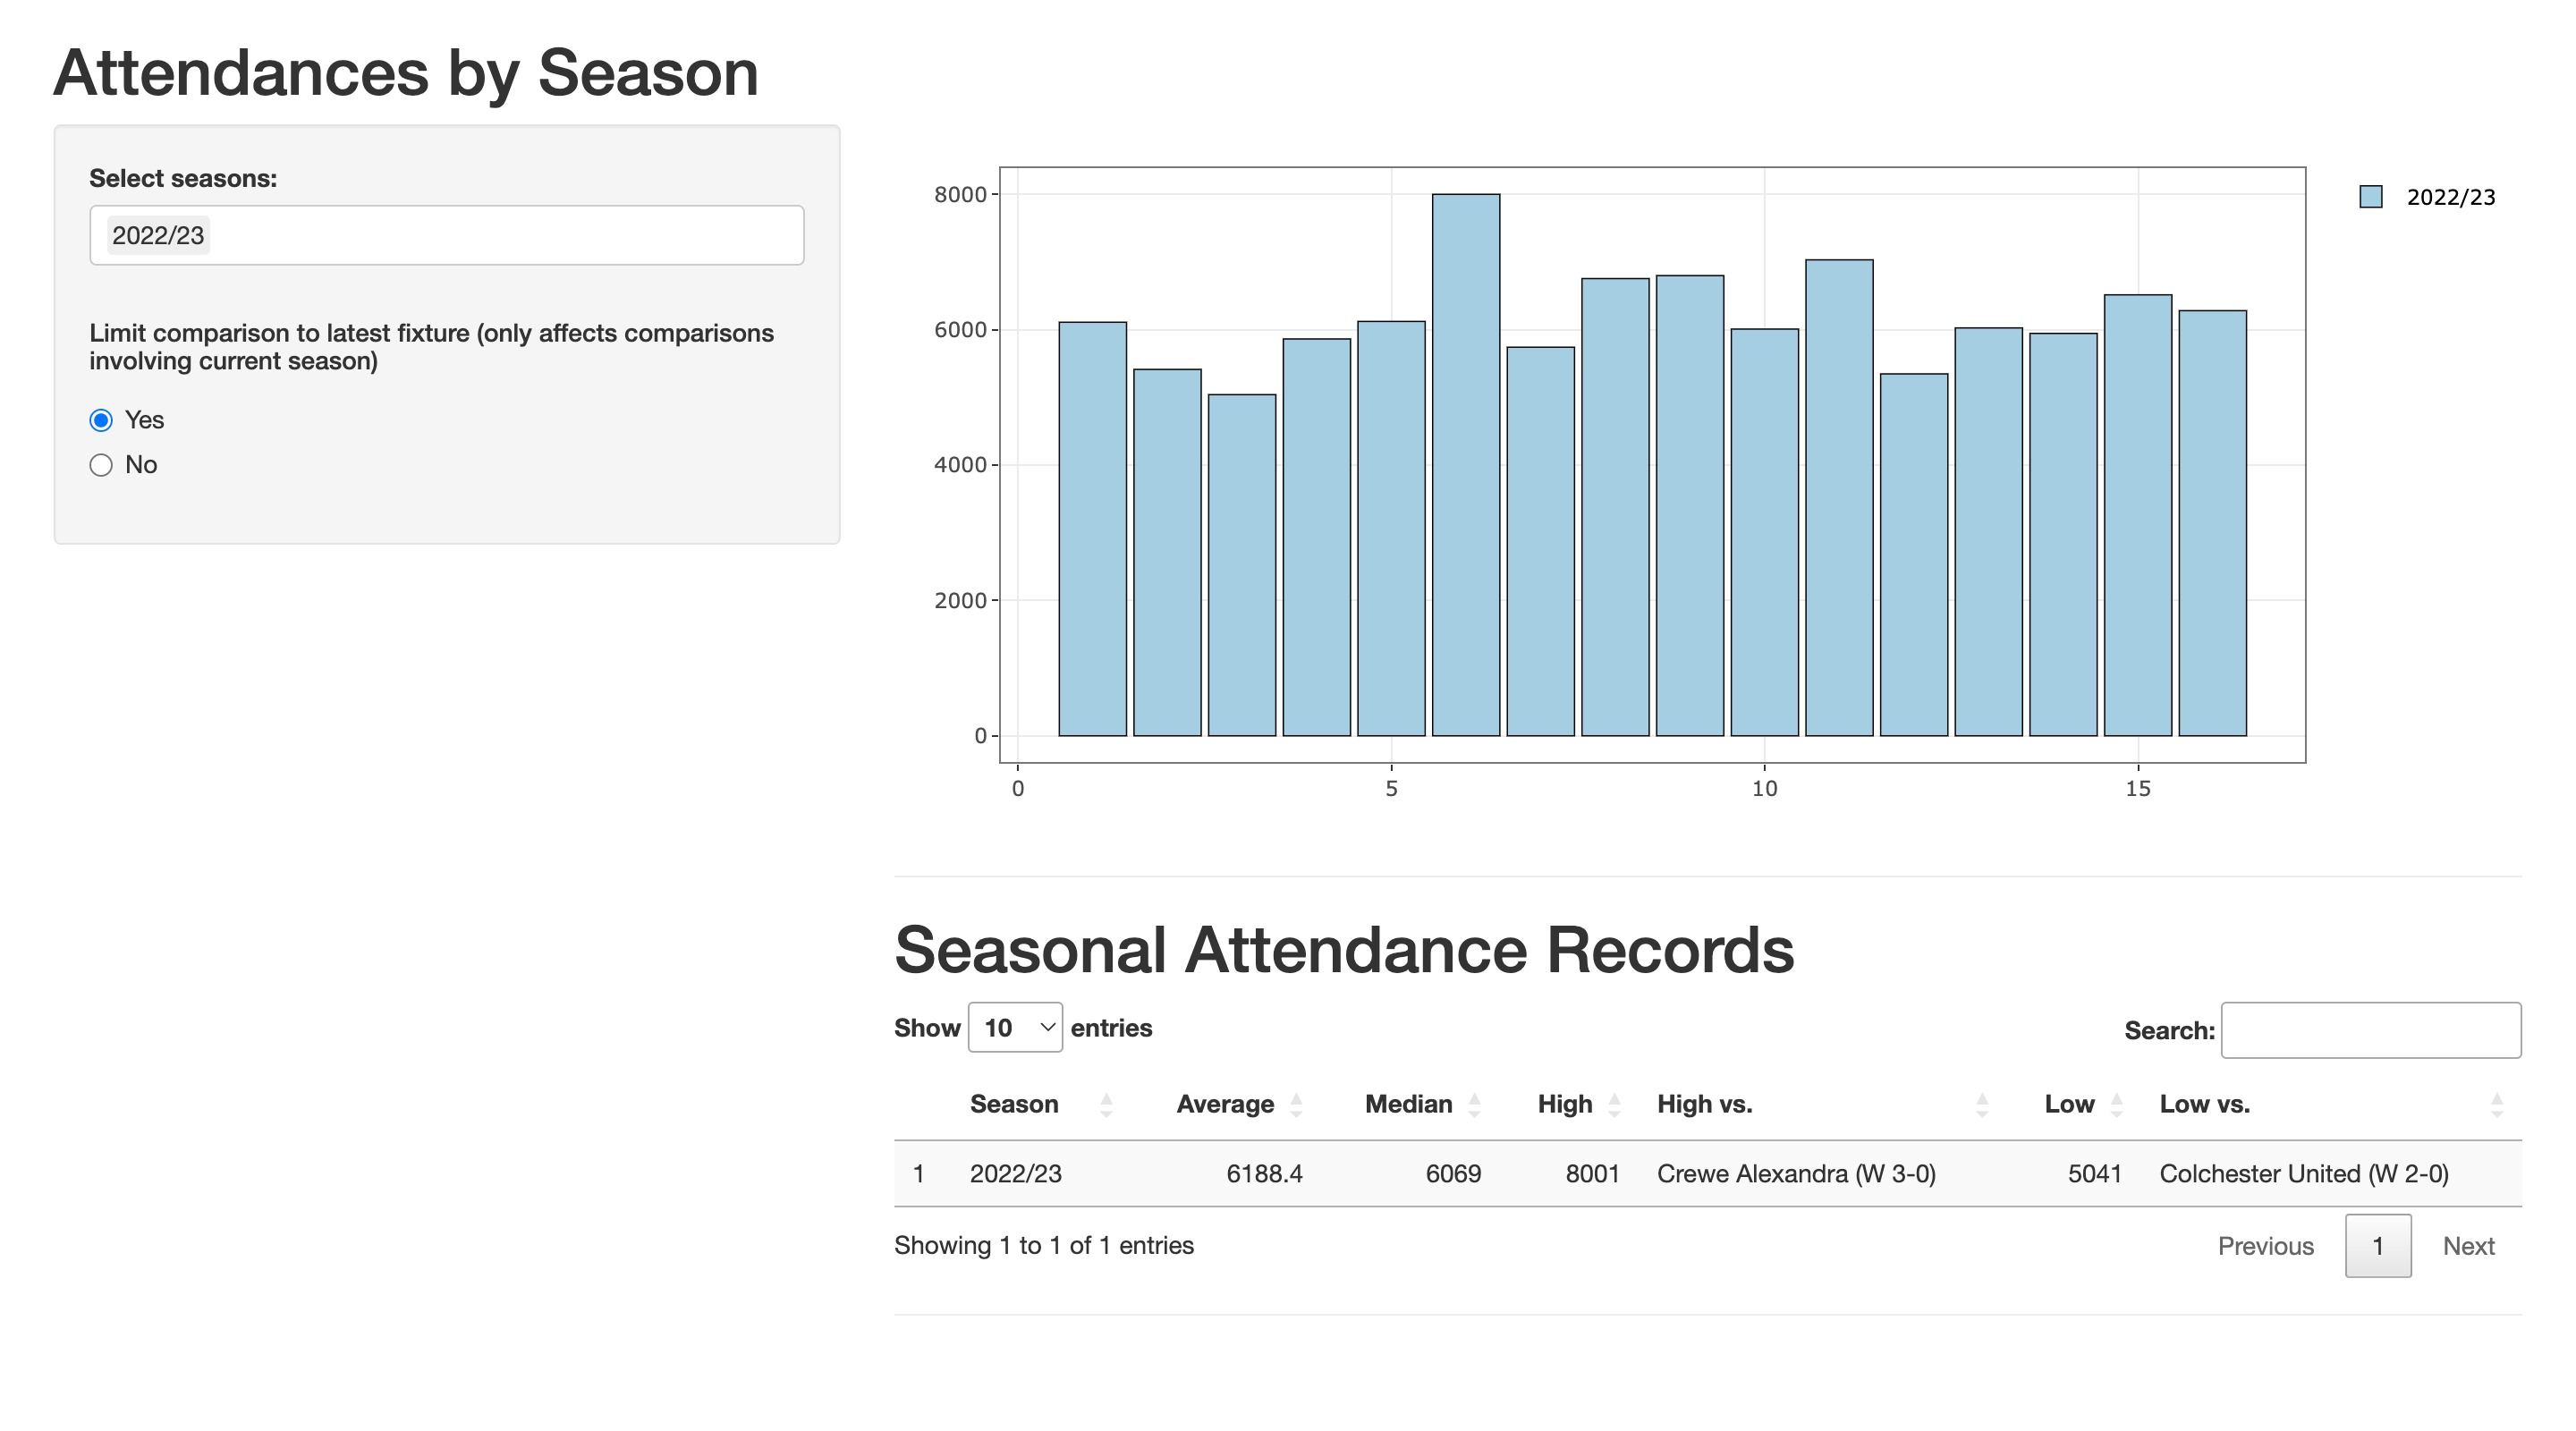 Attendances by Season
Select seasons:
2022/23
Limit comparison to latest fixture (only affects comparisons
involving current season)
Yes
No
8000
6000
4000
2000
0
0 5 10 15
2022/23
Seasonal Attendance Records
Show 10 entries Search:
Season Average Median High High vs. Low Low vs.
1 2022/23 6188.4 6069 8001 Crewe Alexandra (W 3-0) 5041 Colchester United (W 2-0)
Showing 1 to 1 of 1 entries Previous 1 Next